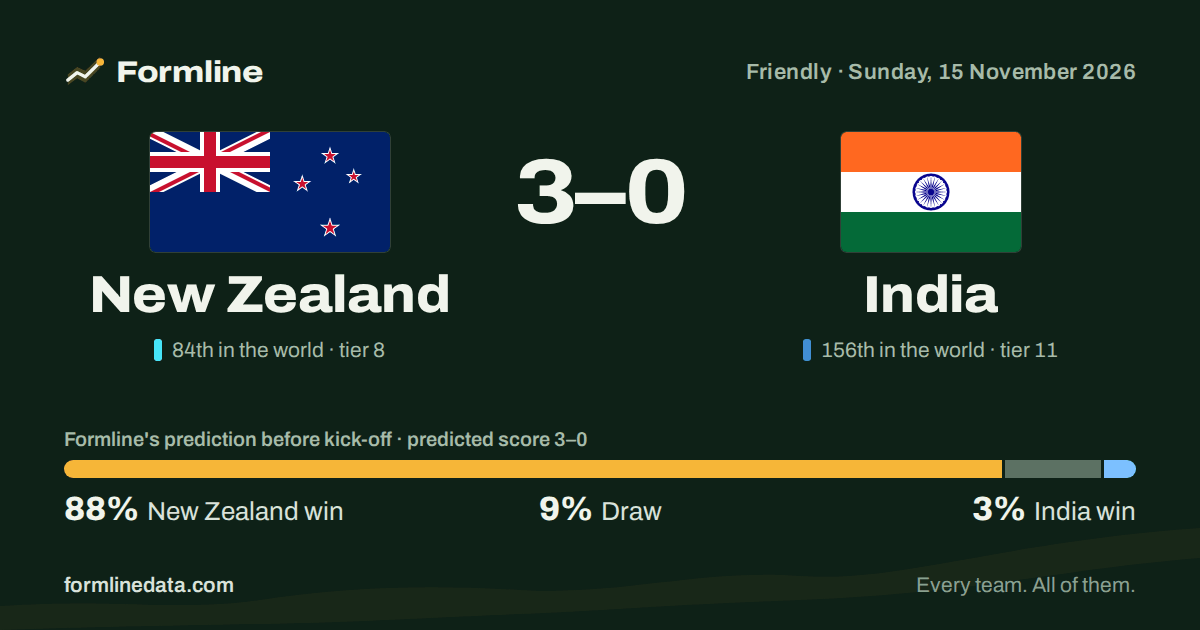 Formline
Friendly · Sunday, 15 November 2026
3–0
New Zealand
India
84th in the world · tier 8
156th in the world · tier 11
Formline's prediction before kick-off · predicted score 3–0
88% New Zealand win
9% Draw
3% India win
formlinedata.com
Every team. All of them.